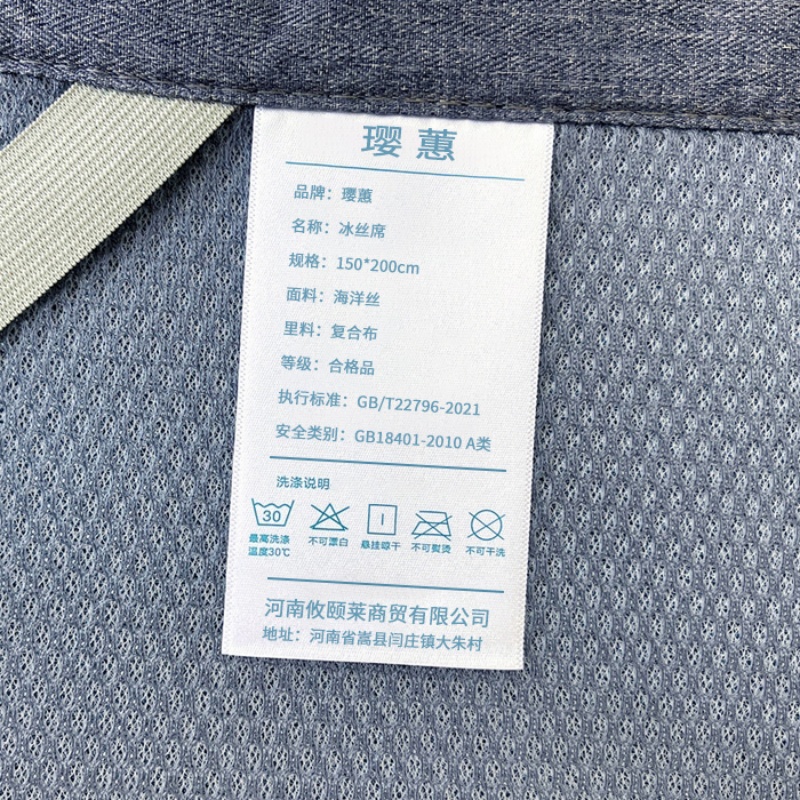 璎蕙
品牌：璎蕙
名称：冰丝席
规格：150*200cm
面料：海洋丝
里料：复合布
等级：合格品
执行标准：GB/T22796-2021
安全类别：GB18401-2010 A类
洗涤说明
30
最高洗涤温度30℃ 不可漂白 悬挂晾干 不可熨烫 不可干洗
河南攸颐莱商贸有限公司
地址：河南省嵩县闫庄镇大朱村